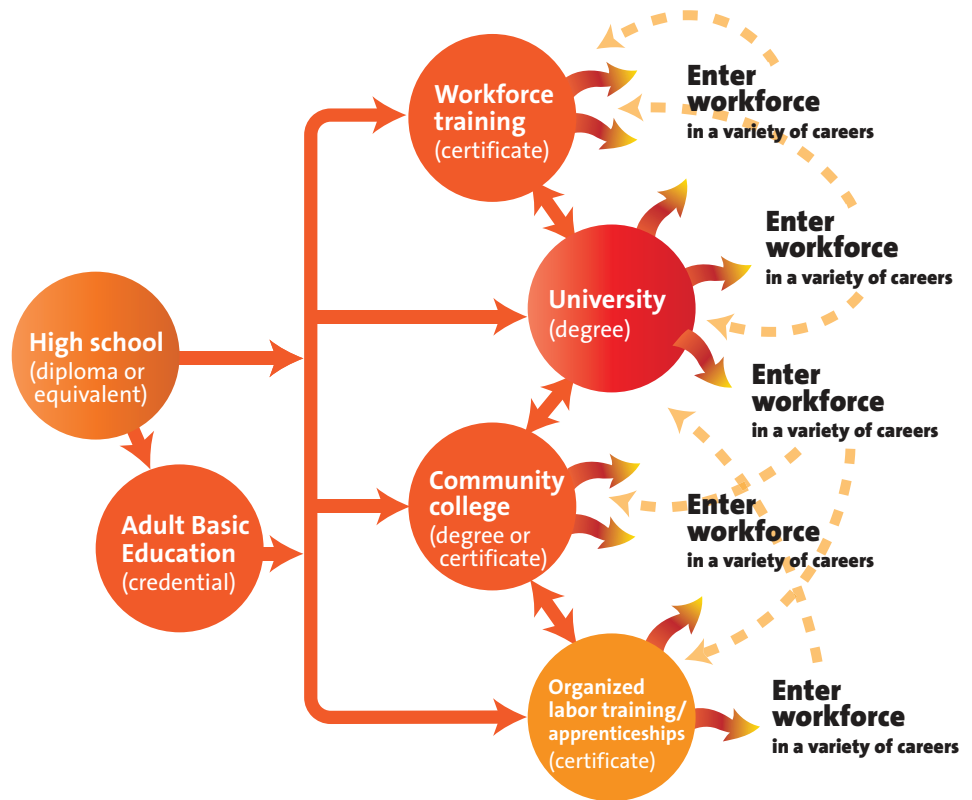 Workforce
training
(certificate)
Enter
workforce
in a variety of careers
University
(degree)
Enter
workforce
in a variety of careers
High school
(diploma or
equivalent)
Enter
workforce
in a variety of careers
Adult Basic
Education
(credential)
Community
college
(degree or
certificate)
Enter
workforce
in a variety of careers
Organized
labor training/
apprenticeships
(certificate)
Enter
workforce
in a variety of careers